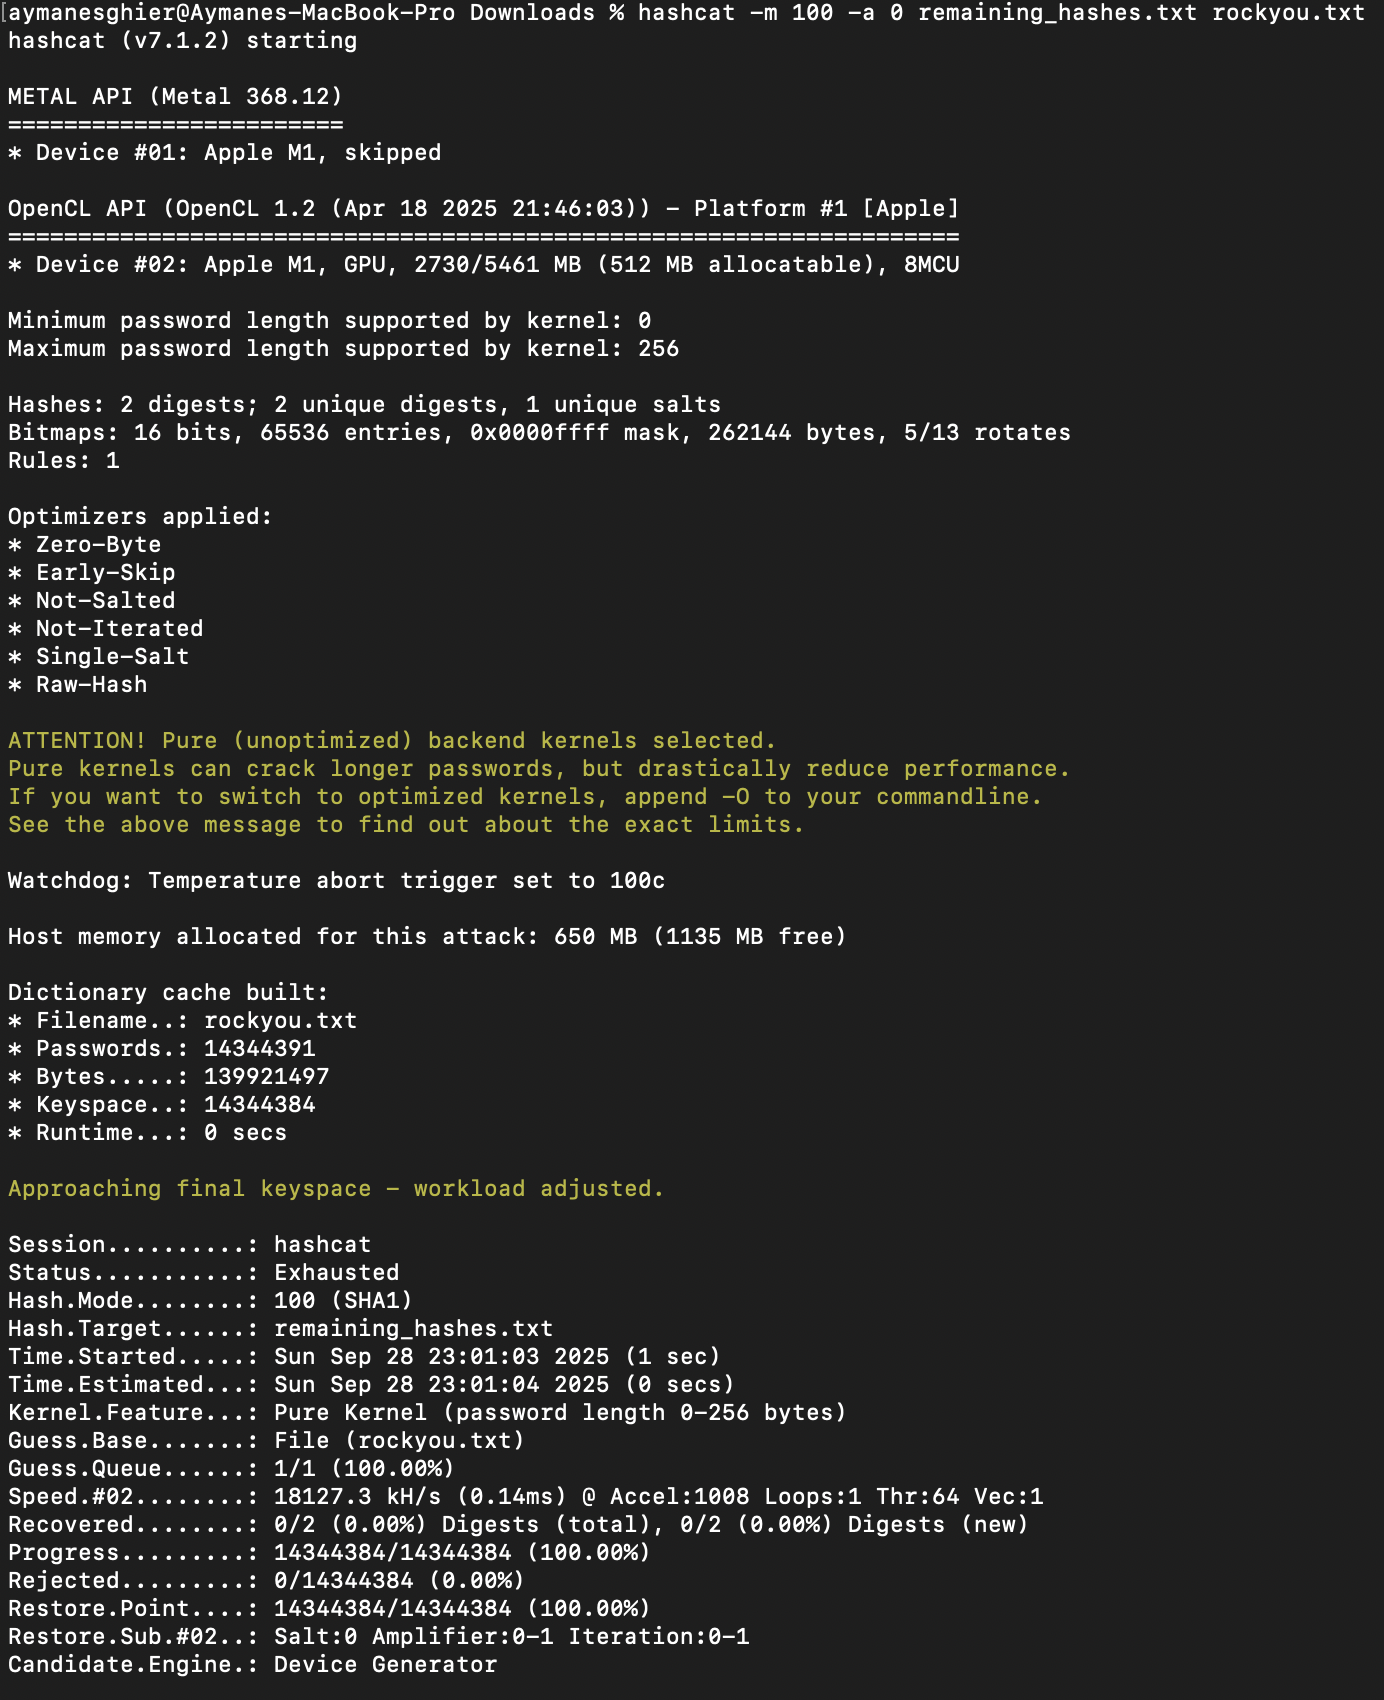 [aymanesghier@Aymanes-MacBook-Pro Downloads % hashcat -m 100 -a 0 remaining_hashes.txt rockyou.txt
hashcat (v7.1.2) starting
METAL API (Metal 368.12)
========================
* Device #01: Apple M1, skipped
OpenCL API (OpenCL 1.2 (Apr 18 2025 21:46:03)) - Platform #1 [Apple]
====================================================================
* Device #02: Apple M1, GPU, 2730/5461 MB (512 MB allocatable), 8MCU
Minimum password length supported by kernel: 0
Maximum password length supported by kernel: 256
Hashes: 2 digests; 2 unique digests, 1 unique salts
Bitmaps: 16 bits, 65536 entries, 0x0000ffff mask, 262144 bytes, 5/13 rotates
Rules: 1
Optimizers applied:
* Zero-Byte
* Early-Skip
* Not-Salted
* Not-Iterated
* Single-Salt
* Raw-Hash
ATTENTION! Pure (unoptimized) backend kernels selected.
Pure kernels can crack longer passwords, but drastically reduce performance.
If you want to switch to optimized kernels, append -O to your commandline.
See the above message to find out about the exact limits.
Watchdog: Temperature abort trigger set to 100c
Host memory allocated for this attack: 650 MB (1135 MB free)
Dictionary cache built:
* Filename..: rockyou.txt
* Passwords.: 14344391
* Bytes.....: 139921497
* Keyspace..: 14344384
* Runtime...: 0 secs
Approaching final keyspace - workload adjusted.
Session..........: hashcat
Status...........: Exhausted
Hash.Mode........: 100 (SHA1)
Hash.Target......: remaining_hashes.txt
Time.Started.....: Sun Sep 28 23:01:03 2025 (1 sec)
Time.Estimated...: Sun Sep 28 23:01:04 2025 (0 secs)
Kernel.Feature...: Pure Kernel (password length 0-256 bytes)
Guess.Base.......: File (rockyou.txt)
Guess.Queue......: 1/1 (100.00%)
Speed.#02........: 18127.3 kH/s (0.14ms) @ Accel:1008 Loops:1 Thr:64 Vec:1
Recovered........: 0/2 (0.00%) Digests (total), 0/2 (0.00%) Digests (new)
Progress.........: 14344384/14344384 (100.00%)
Rejected.........: 0/14344384 (0.00%)
Restore.Point....: 14344384/14344384 (100.00%)
Restore.Sub.#02..: Salt:0 Amplifier:0-1 Iteration:0-1
Candidate.Engine.: Device Generator